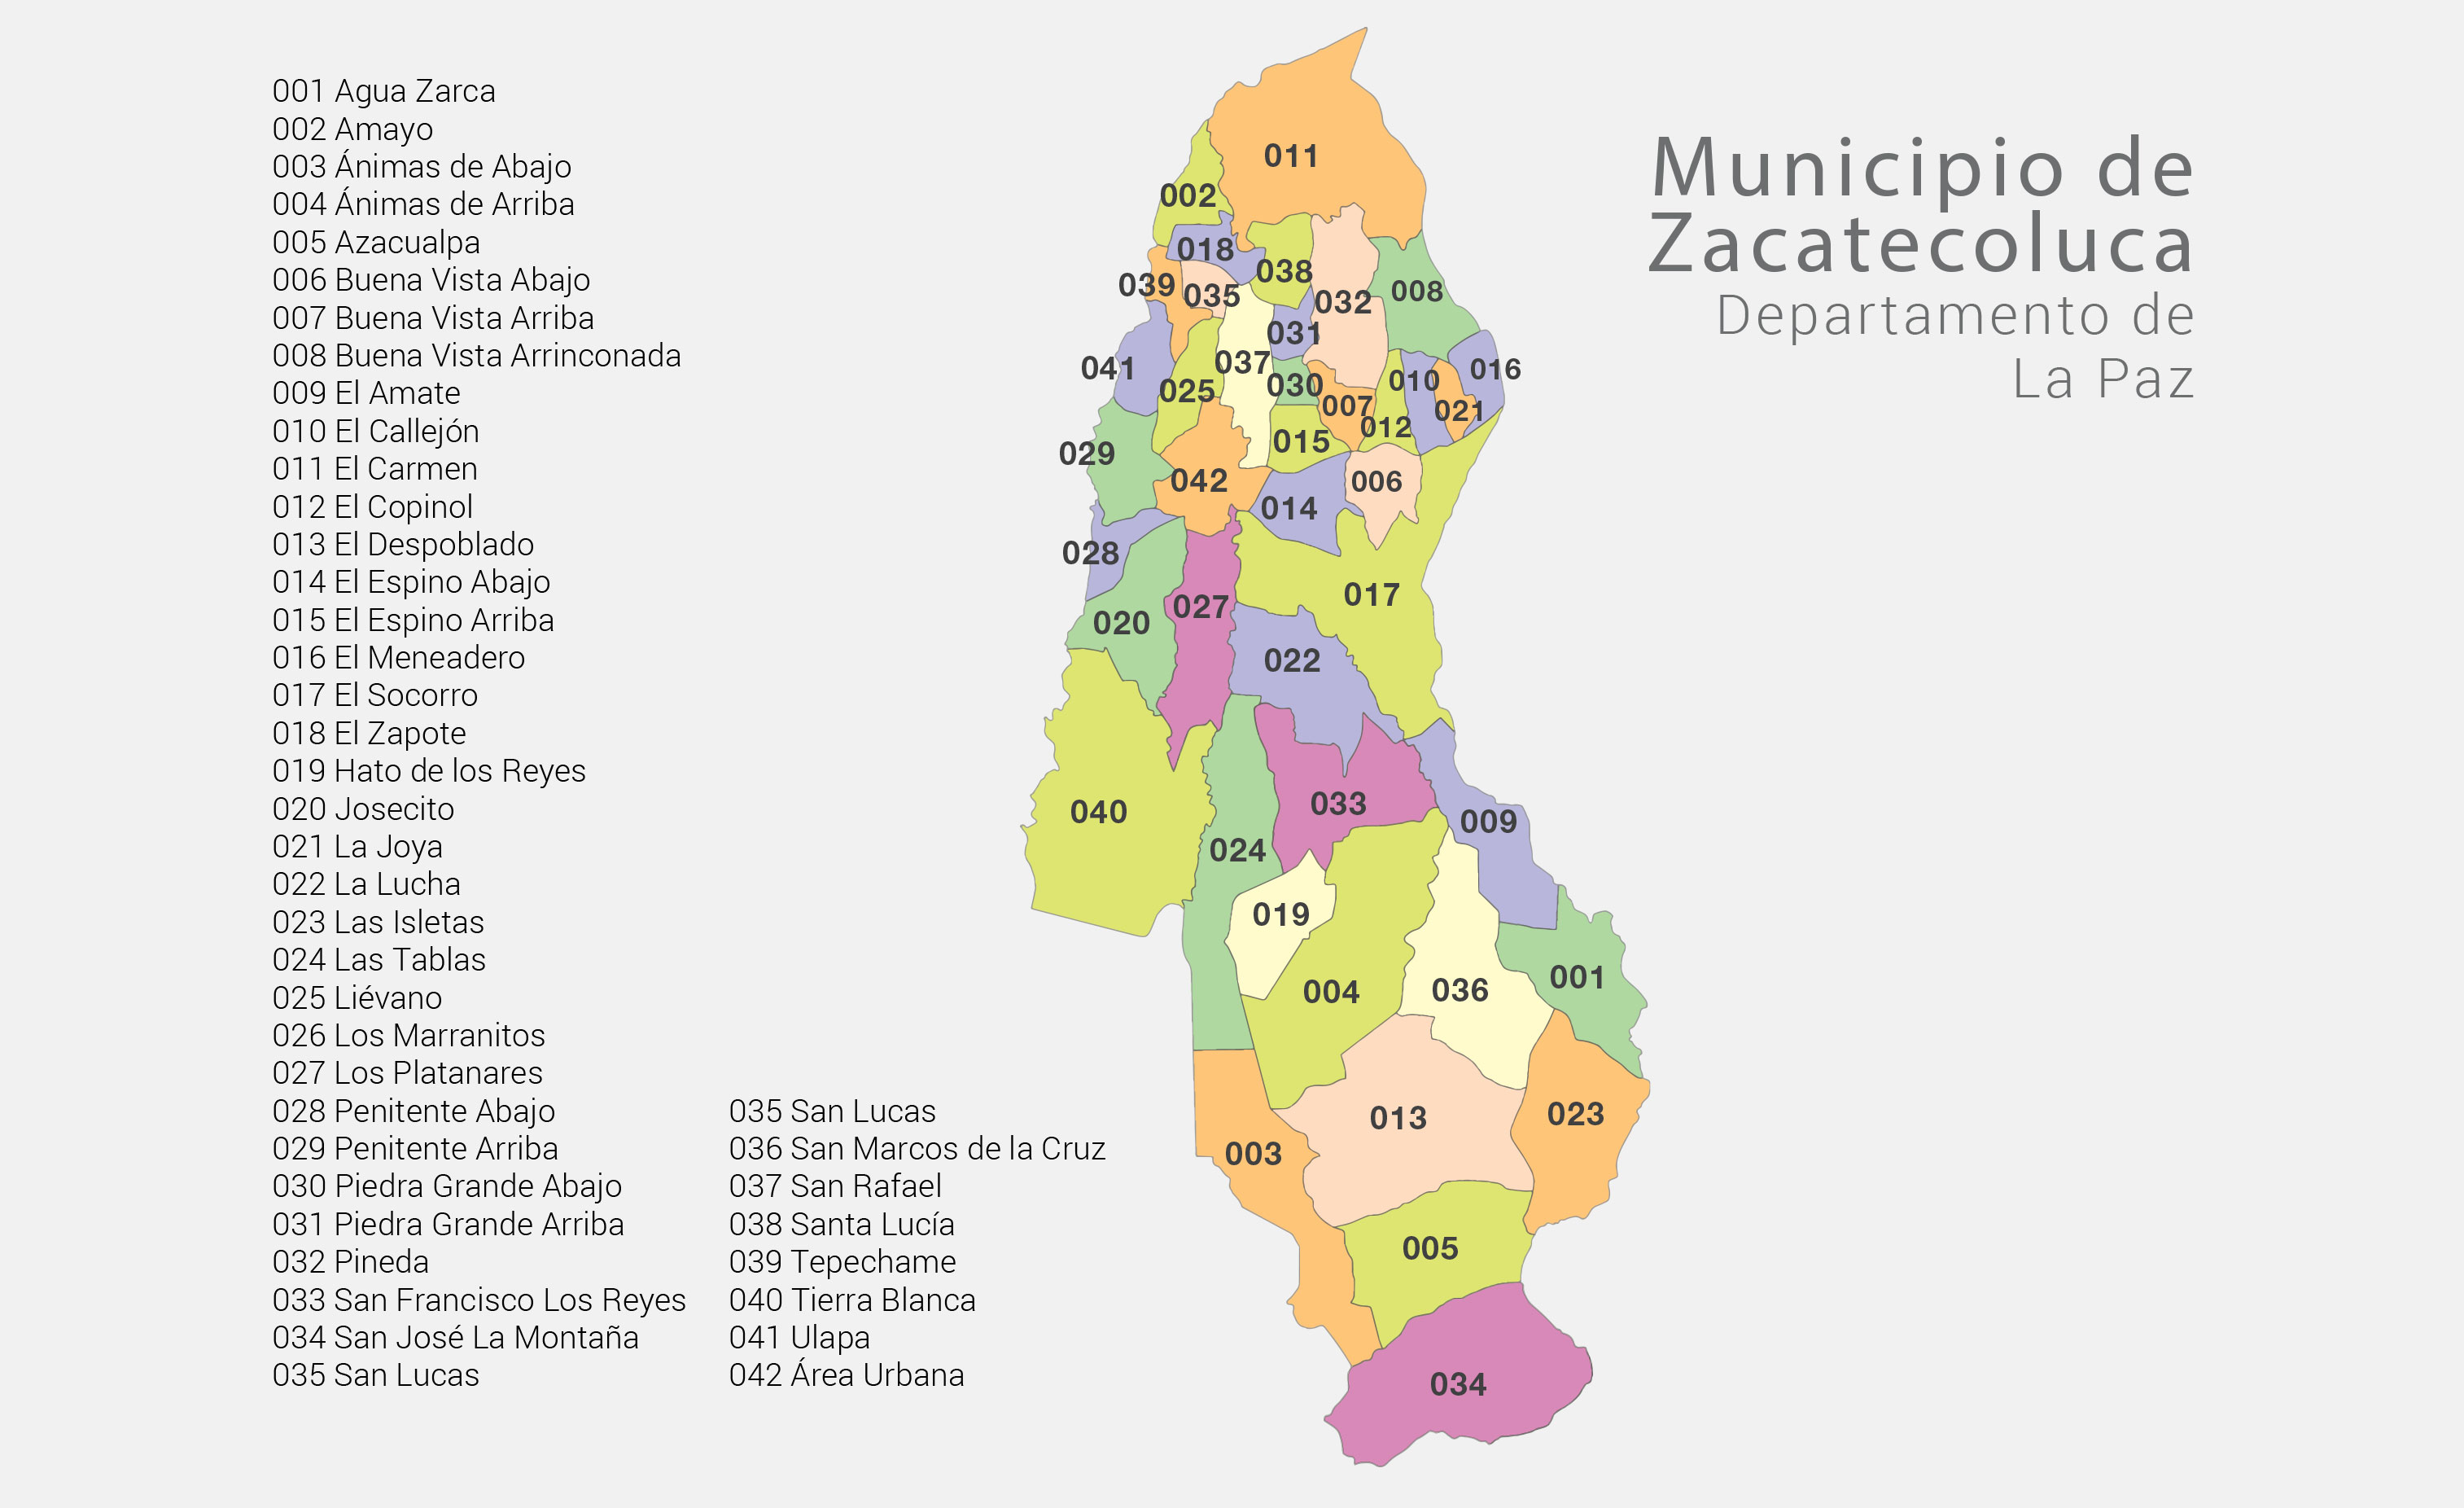 001 Agua Zarca
002 Amayo
003 Ánimas de Abajo
004 Ánimas de Arriba
005 Azacualpa
006 Buena Vista Abajo
007 Buena Vista Arriba
008 Buena Vista Arrinconada
009 El Amate
010 El Callejón
011 El Carmen
012 El Copinol
013 El Despoblado
014 El Espino Abajo
015 El Espino Arriba
016 El Meneadero
017 El Socorro
018 El Zapote
019 Hato de los Reyes
020 Josecito
021 La Joya
022 La Lucha
023 Las Isletas
024 Las Tablas
025 Liévano
026 Los Marranitos
027 Los Platanares
028 Penitente Abajo
029 Penitente Arriba
030 Piedra Grande Abajo
031 Piedra Grande Arriba
032 Pineda
033 San Francisco Los Reyes
034 San José La Montaña
035 San Lucas
035 San Lucas
036 San Marcos de la Cruz
037 San Rafael
038 Santa Lucía
039 Tepechame
040 Tierra Blanca
041 Ulapa
042 Área Urbana
011
002
018
038
039
035
032
008
031
037
041
016
025
030
010
007
021
012
015
029
042
006
014
028
017
027
020
022
033
040
009
024
019
001
004
036
013
023
003
005
034
Municipio de
Zacatecoluca
Departamento de
La Paz